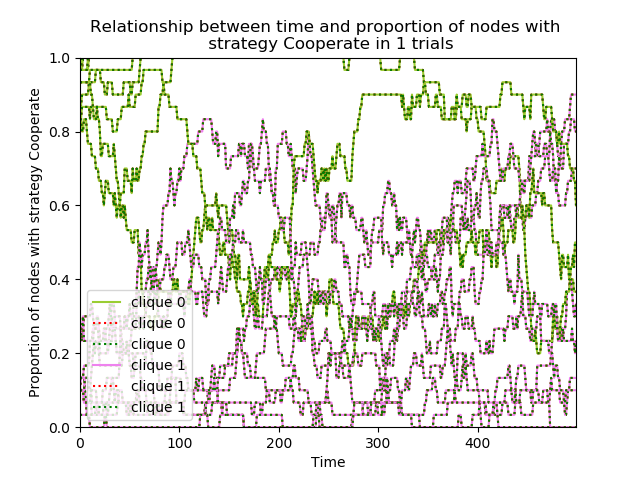 Relationship between time and proportion of nodes with
strategy Cooperate in 1 trials
Proportion of nodes with strategy Cooperate
1.0
0.8
0.6
0.4
0.2
0.0
clique 0
clique 0
clique 0
clique 1
clique 1
clique 1
0
100
200
300
400
Time